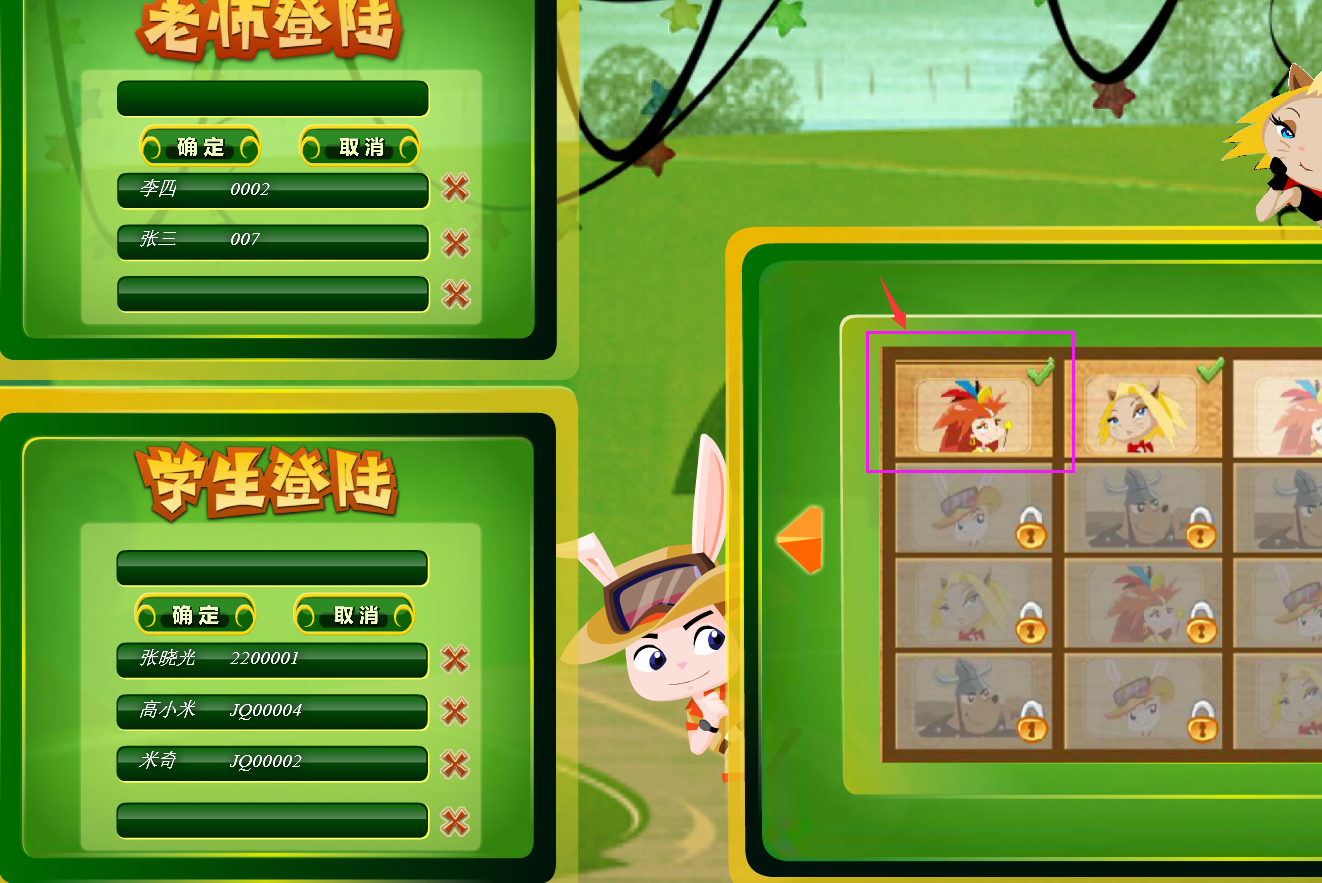 老师登陆
确定 取消
李四 0002
张三 007
学生登陆
确定 取消
张晓光 2200001
高小米 JQ00004
米奇 JQ00002